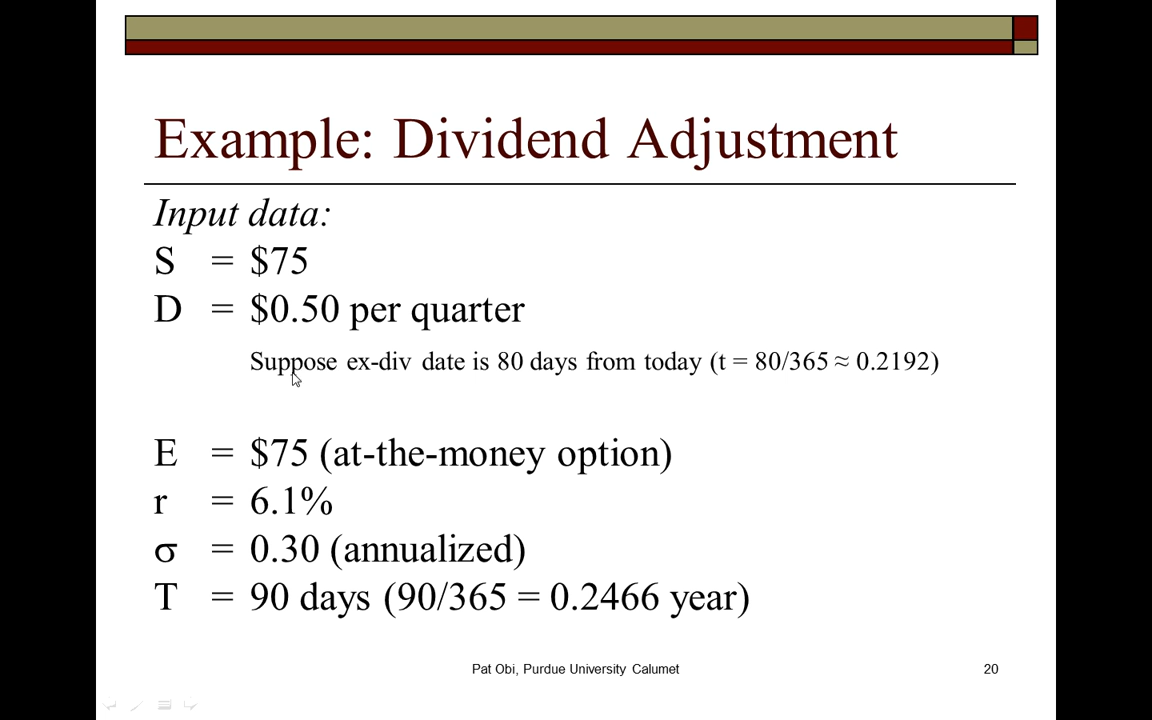 Example: Dividend Adjustment
Input data:
S = $75
D = $0.50 per quarter
Suppose ex-div date is 80 days from today (t = 80/365 ≈ 0.2192)
E = $75 (at-the-money option)
r = 6.1%
σ = 0.30 (annualized)
T = 90 days (90/365 = 0.2466 year)
Pat Obi, Purdue University Calumet 20